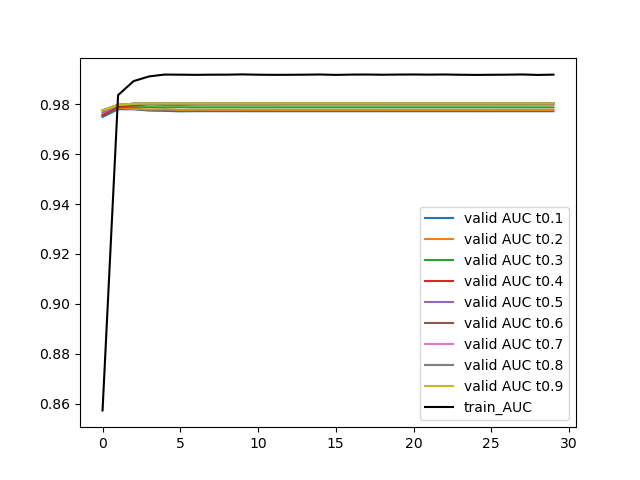 0.98
0.96
0.94
0.92
0.90
0.88
0.86
0 5 10 15 20 25 30
valid AUC t0.1
valid AUC t0.2
valid AUC t0.3
valid AUC t0.4
valid AUC t0.5
valid AUC t0.6
valid AUC t0.7
valid AUC t0.8
valid AUC t0.9
train_AUC